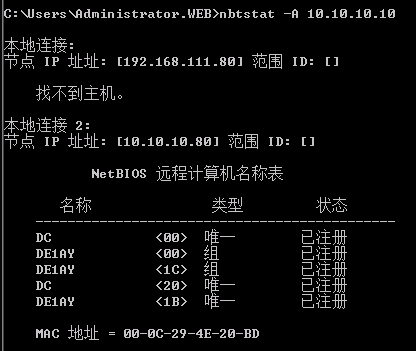 C:\Users\Administrator.WEB>nbtstat -A 10.10.10.10
本地连接:
节点 IP 址址: [192.168.111.80] 范围 ID: []
找不到主机。
本地连接 2:
节点 IP 址址: [10.10.10.80] 范围 ID: []
NetBIOS 远程计算机名称表
名称 类型 状态
---------------------------------------------
DC <00> 唯一 已注册
DE1AY <00> 组 已注册
DE1AY <1C> 组 已注册
DC <20> 唯一 已注册
DE1AY <1B> 唯一 已注册
MAC 地址 = 00-0C-29-4E-20-BD